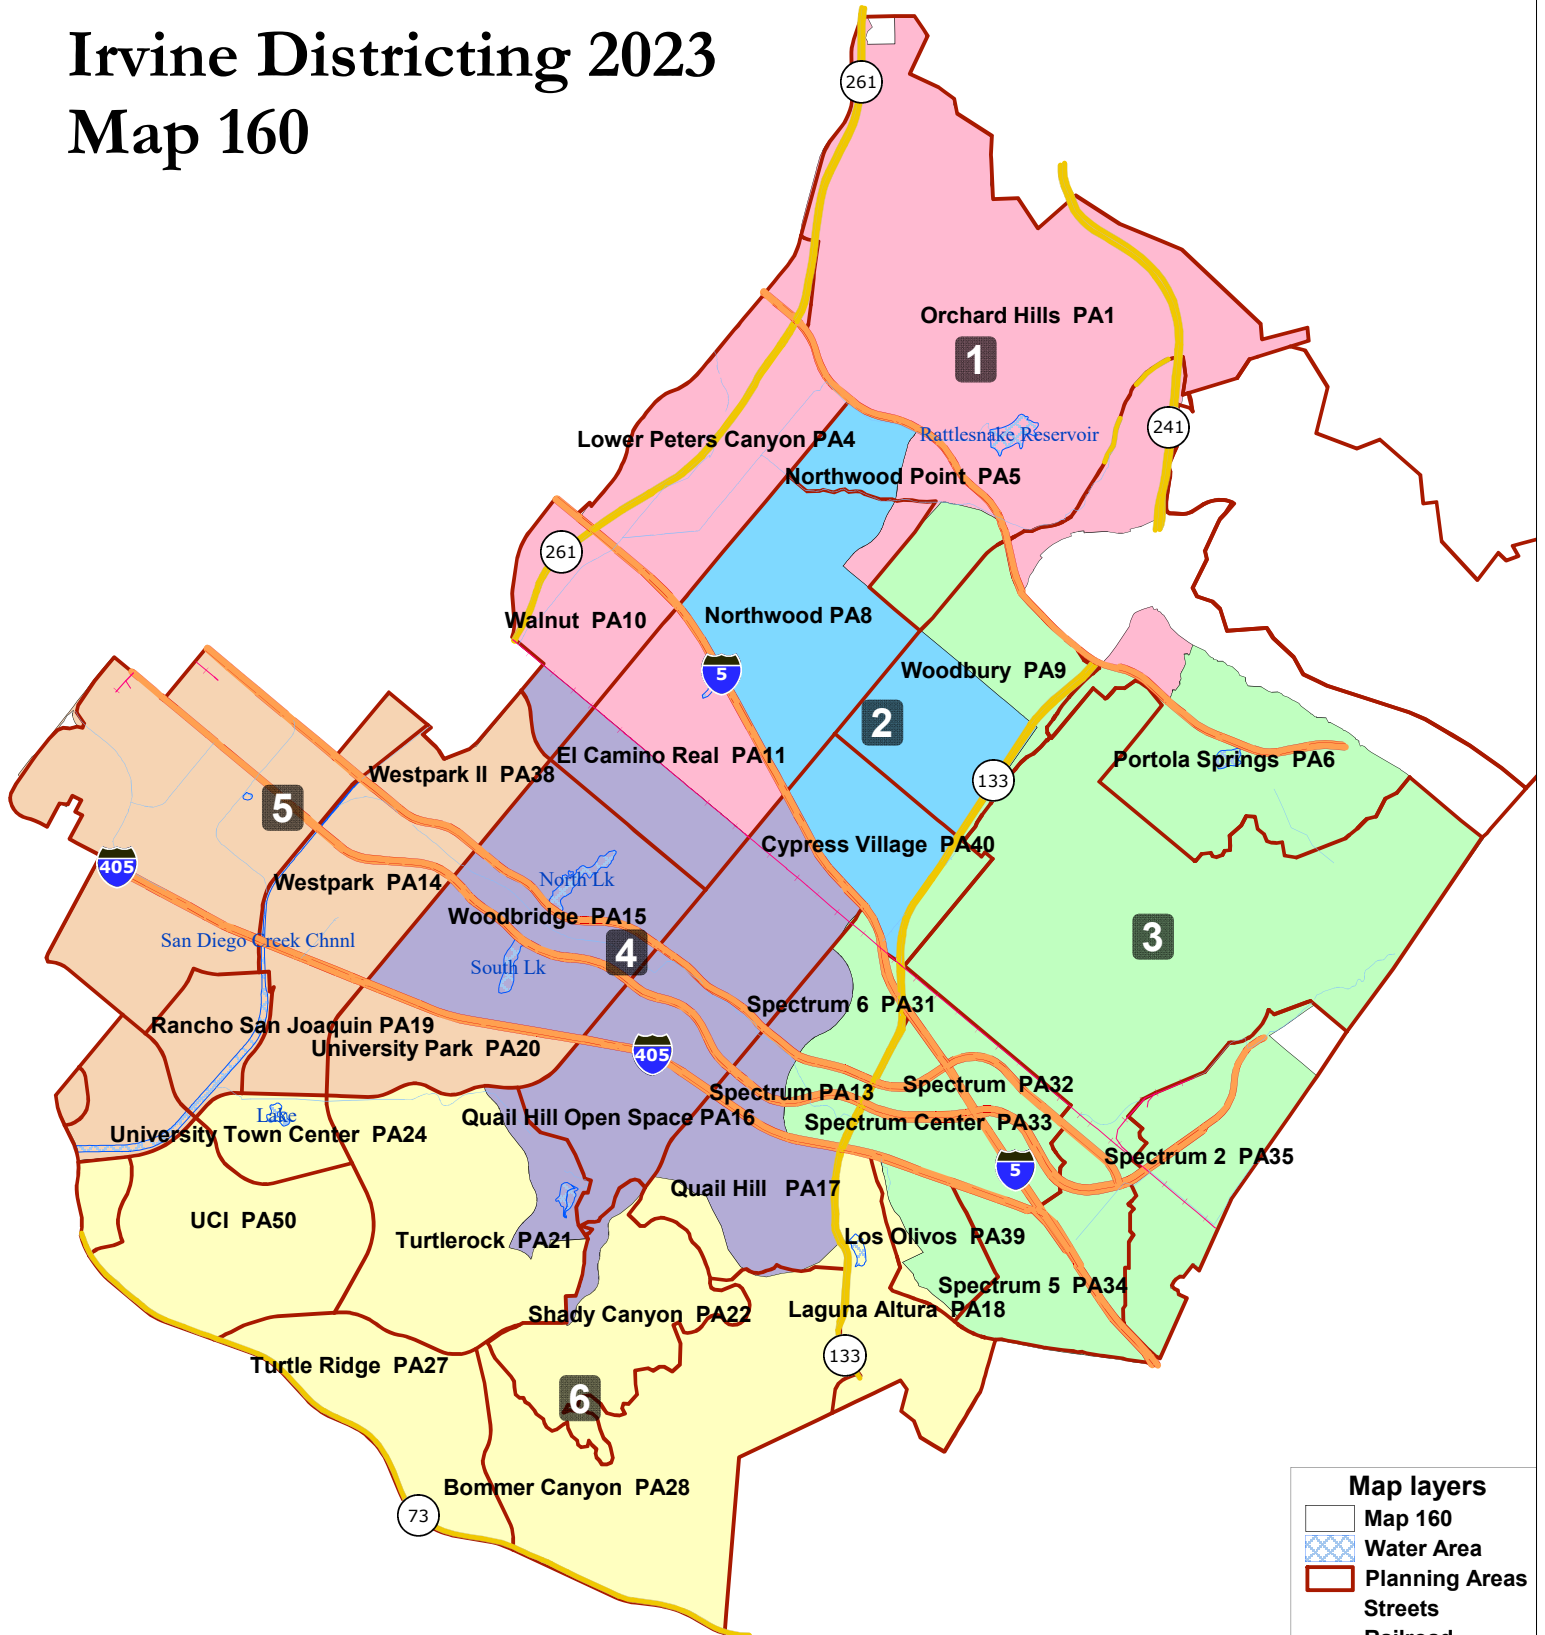 Irvine Districting 2023
Map 160
261
Orchard Hills PA1
1
241
Rattlesnake Reservoir
Lower Peters Canyon PA4
Northwood Point PA5
261
Walnut PA10
Northwood PA8
5
Woodbury PA9
2
El Camino Real PA11
Portola Springs PA6
133
Westpark II PA38
5
Cypress Village PA40
405
Westpark PA14
North Lk
Woodbridge PA15
San Diego Creek Chnnl
4
3
South Lk
Spectrum 6 PA31
Rancho San Joaquin PA19
University Park PA20
405
Spectrum PA13
Spectrum PA32
Lake
Quail Hill Open Space PA16
Spectrum Center PA33
University Town Center PA24
Spectrum 2 PA35
5
Quail Hill PA17
UCI PA50
Turtlerock PA21
Los Olivos PA39
Spectrum 5 PA34
Shady Canyon PA22
Laguna Altura PA18
133
Turtle Ridge PA27
6
Bommer Canyon PA28
73
Map layers
Map 160
Water Area
Planning Areas
Streets
Railroad